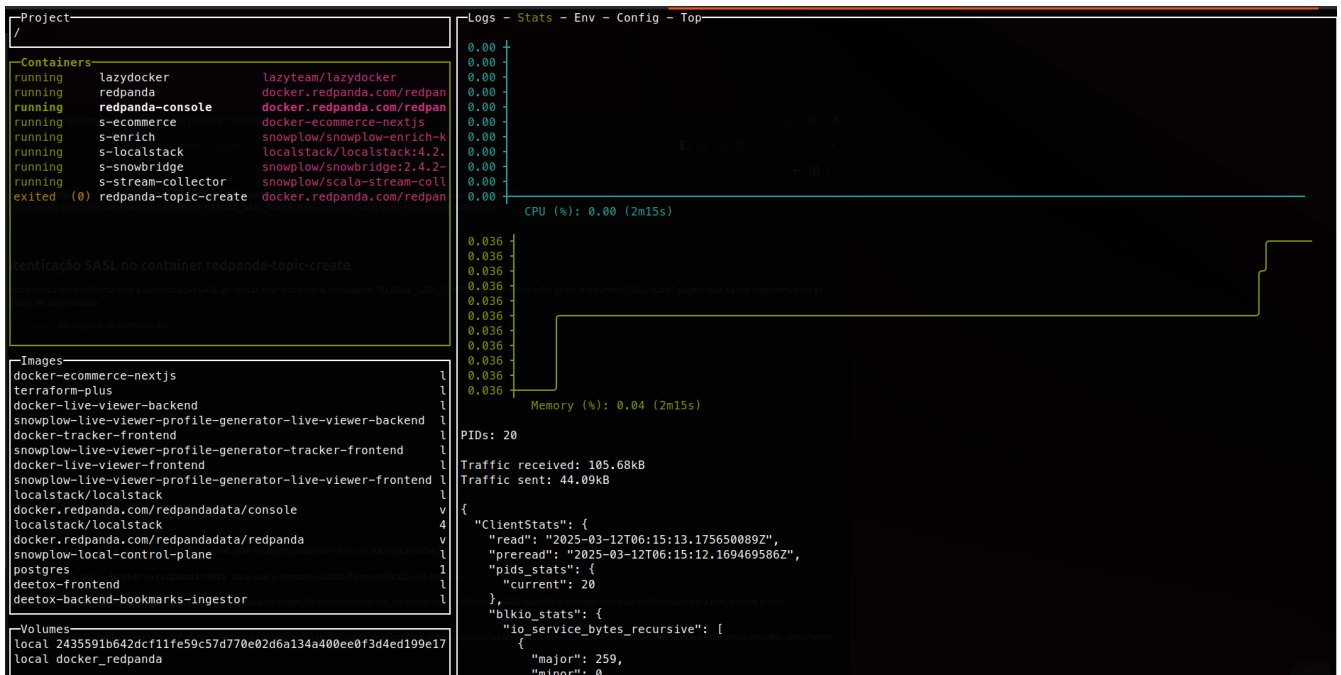 Project
/
Containers
running lazydocker lazyteam/lazydocker
running redpanda docker.redpanda.com/redpan
running redpanda-console docker.redpanda.com/redpan
running s-ecommerce docker-ecommerce-nextjs
running s-enrich snowplow/snowplow-enrich-k
running s-localstack localstack/localstack:4.2.
running s-snowbridge snowplow/snowbridge:2.4.2-
running s-stream-collector snowplow/scala-stream-coll
exited (0) redpanda-topic-create docker.redpanda.com/redpan
tenticação SASL no container redpanda-topic-create
Images
docker-ecommerce-nextjs l
terraform-plus l
docker-live-viewer-backend l
snowplow-live-viewer-profile-generator-live-viewer-backend l
docker-tracker-frontend l
snowplow-live-viewer-profile-generator-tracker-frontend l
docker-live-viewer-frontend l
snowplow-live-viewer-profile-generator-live-viewer-frontend l
localstack/localstack l
docker.redpanda.com/redpandadata/console v
localstack/localstack 4
docker.redpanda.com/redpandadata/redpanda v
snowplow-local-control-plane l
postgres 1
deetox-frontend l
deetox-backend-bookmarks-ingestor l
Volumes
local 2435591b642dcf11fe59c57d770e02d6a134a400ee0f3d4ed199e17
local docker_redpanda
Logs - Stats - Env - Config - Top
0.00
0.00
0.00
0.00
0.00
0.00
0.00
0.00
0.00
0.00
0.00
CPU (%): 0.00 (2m15s)
0.036
0.036
0.036
0.036
0.036
0.036
0.036
0.036
0.036
0.036
0.036
Memory (%): 0.04 (2m15s)
PIDs: 20
Traffic received: 105.68kB
Traffic sent: 44.09kB
{
"ClientStats": {
"read": "2025-03-12T06:15:13.175650089Z",
"preread": "2025-03-12T06:15:12.169469586Z",
"pids_stats": {
"current": 20
},
"blkio_stats": {
"io_service_bytes_recursive": [
{
"major": 259,
"minor": 0